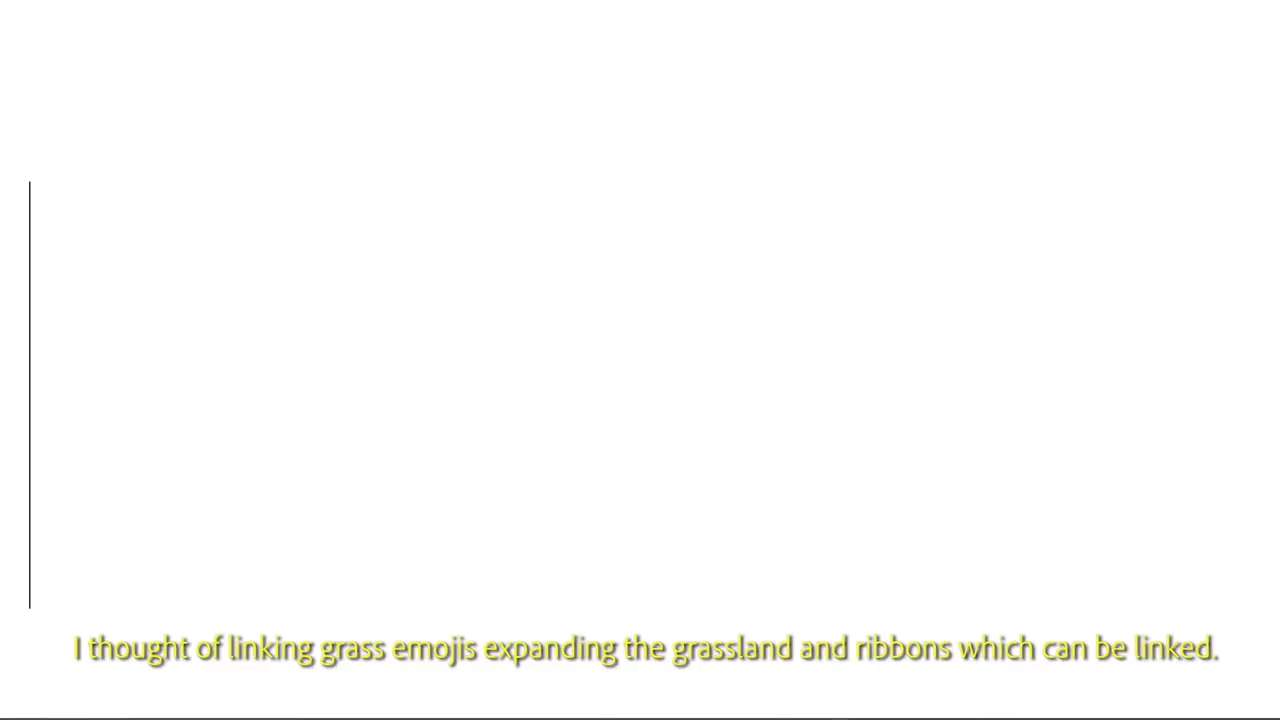 I thought of linking grass emojis expanding the grassland and ribbons which can be linked.